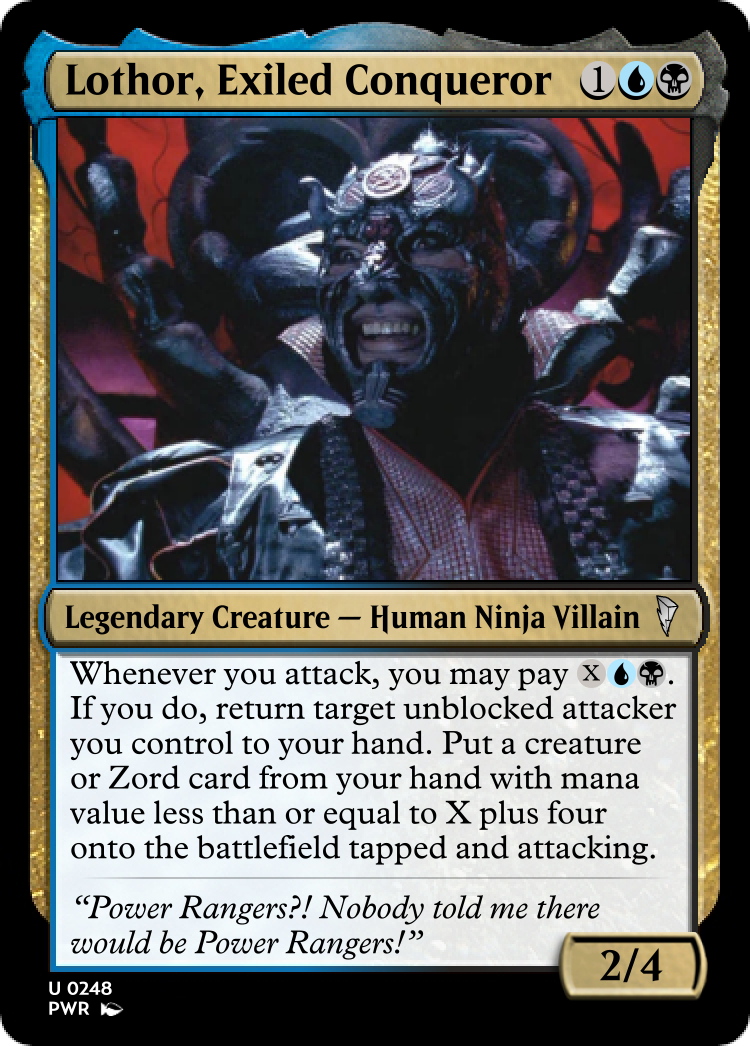 Lothor, Exiled Conqueror 1
Legendary Creature — Human Ninja Villain
Whenever you attack, you may pay X.
If you do, return target unblocked attacker
you control to your hand. Put a creature
or Zord card from your hand with mana
value less than or equal to X plus four
onto the battlefield tapped and attacking.
“Power Rangers?! Nobody told me there
would be Power Rangers!”
2/4
U 0248
PWR